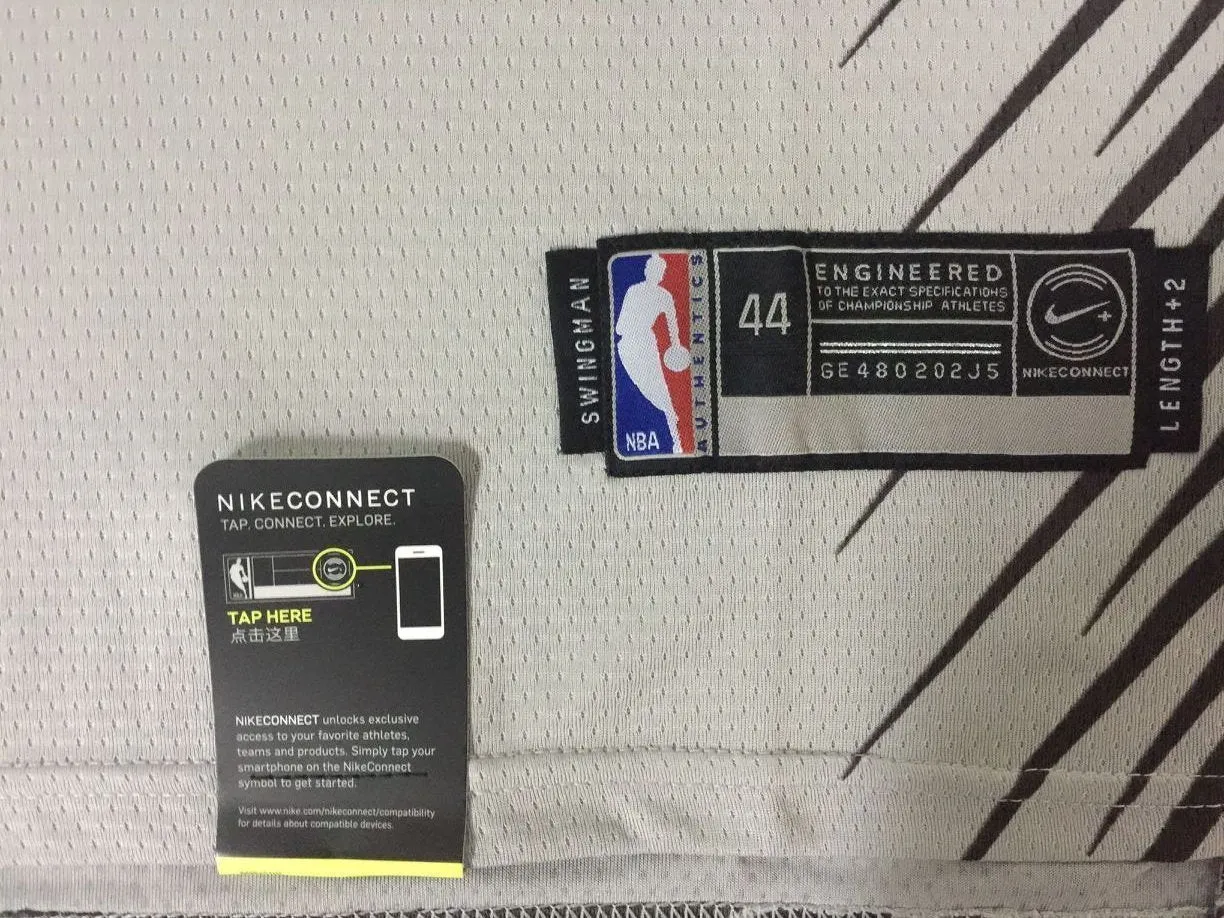 SWINGMAN
NBA
AUTHENTICS
44
ENGINEERED
TO THE EXACT SPECIFICATIONS
OF CHAMPIONSHIP ATHLETES
GE480202J5
NIKECONNECT
LENGTH+2
NIKECONNECT
TAP. CONNECT. EXPLORE.
TAP HERE
点击这里
NIKECONNECT unlocks exclusive
access to your favorite athletes,
teams and products. Simply tap your
smartphone on the NikeConnect
symbol to get started.
Visit www.nike.com/nikeconnect/compatibility
for details about compatible devices.